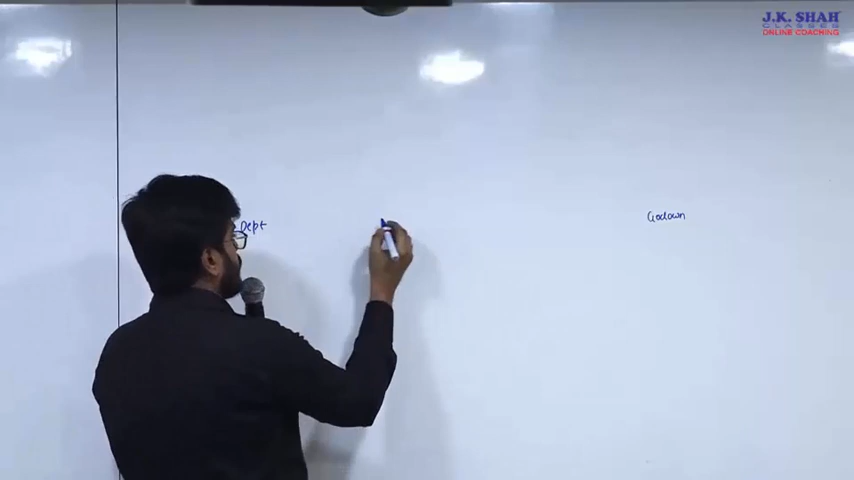 J.K. SHAH
CLASSES
ONLINE COACHING
Godown
Dept